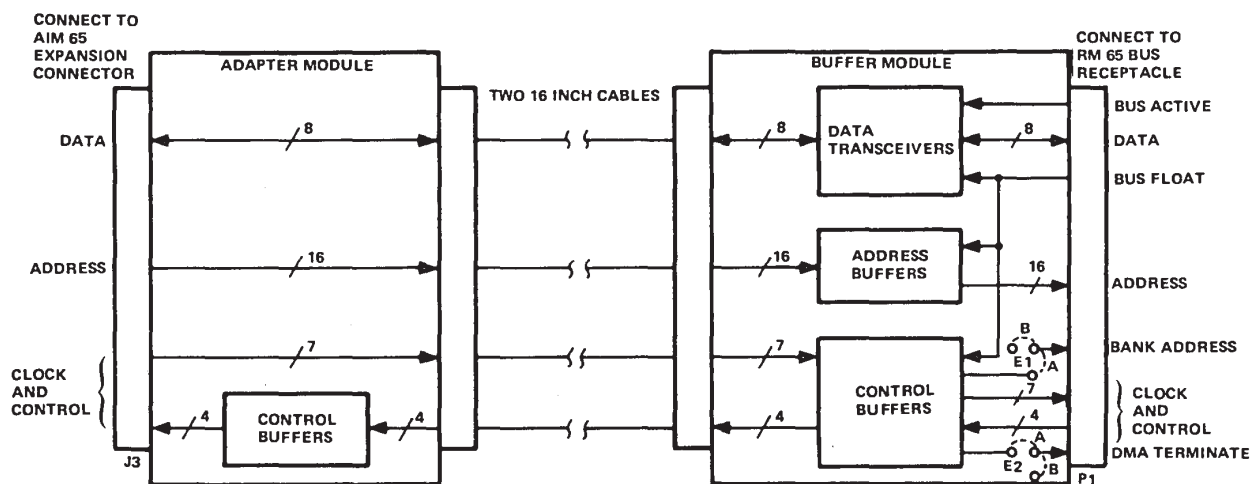 CONNECT TO
AIM 65
EXPANSION
CONNECTOR
ADAPTER MODULE
TWO 16 INCH CABLES
BUFFER MODULE
CONNECT TO
RM 65 BUS
RECEPTACLE
DATA
8
8
DATA
TRANSCEIVERS
8
BUS ACTIVE
DATA
BUS FLOAT
ADDRESS
16
16
ADDRESS
BUFFERS
16
ADDRESS
CLOCK
AND
CONTROL
7
4
CONTROL
BUFFERS
4
7
4
CONTROL
BUFFERS
B
E1
A
BANK ADDRESS
7
4
CLOCK
AND
CONTROL
A
E2
B
DMA TERMINATE
J3
P1